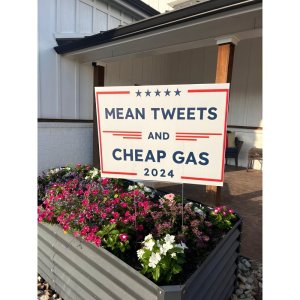 MEAN TWEETS
AND
CHEAP GAS
2024